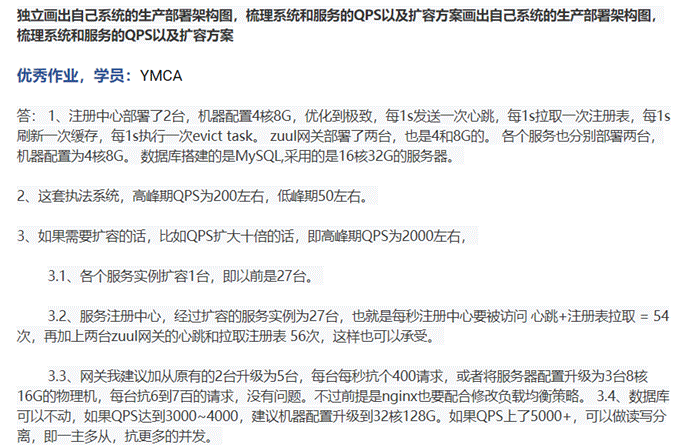 独立画出自己系统的生产部署架构图，梳理系统和服务的QPS以及扩容方案画出自己系统的生产部署架构图，
梳理系统和服务的QPS以及扩容方案
优秀作业，学员：YMCA
答： 1、注册中心部署了2台，机器配置4核8G，优化到极致，每1s发送一次心跳，每1s拉取一次注册表，每1s
刷新一次缓存，每1s执行一次evict task。 zuul网关部署了两台，也是4和8G的。 各个服务也分别部署两台，
机器配置为4核8G。 数据库搭建的是MySQL,采用的是16核32G的服务器。
2、这套执法系统，高峰期QPS为200左右，低峰期50左右。
3、如果需要扩容的话，比如QPS扩大十倍的话，即高峰期QPS为2000左右，
3.1、各个服务实例扩容1台，即以前是27台。
3.2、服务注册中心，经过扩容的服务实例为27台，也就是每秒注册中心要被访问 心跳+注册表拉取 = 54
次，再加上两台zuul网关的心跳和拉取注册表 56次，这样也可以承受。
3.3、网关我建议加从原有的2台升级为5台，每台每秒抗个400请求，或者将服务器配置升级为3台8核
16G的物理机，每台抗6到7百的请求，没有问题。不过前提是nginx也要配合修改负载均衡策略。 3.4、数据库
可以不动，如果QPS达到3000~4000，建议机器配置升级到32核128G。如果QPS上了5000+，可以做读写分
离，即一主多从，抗更多的并发。